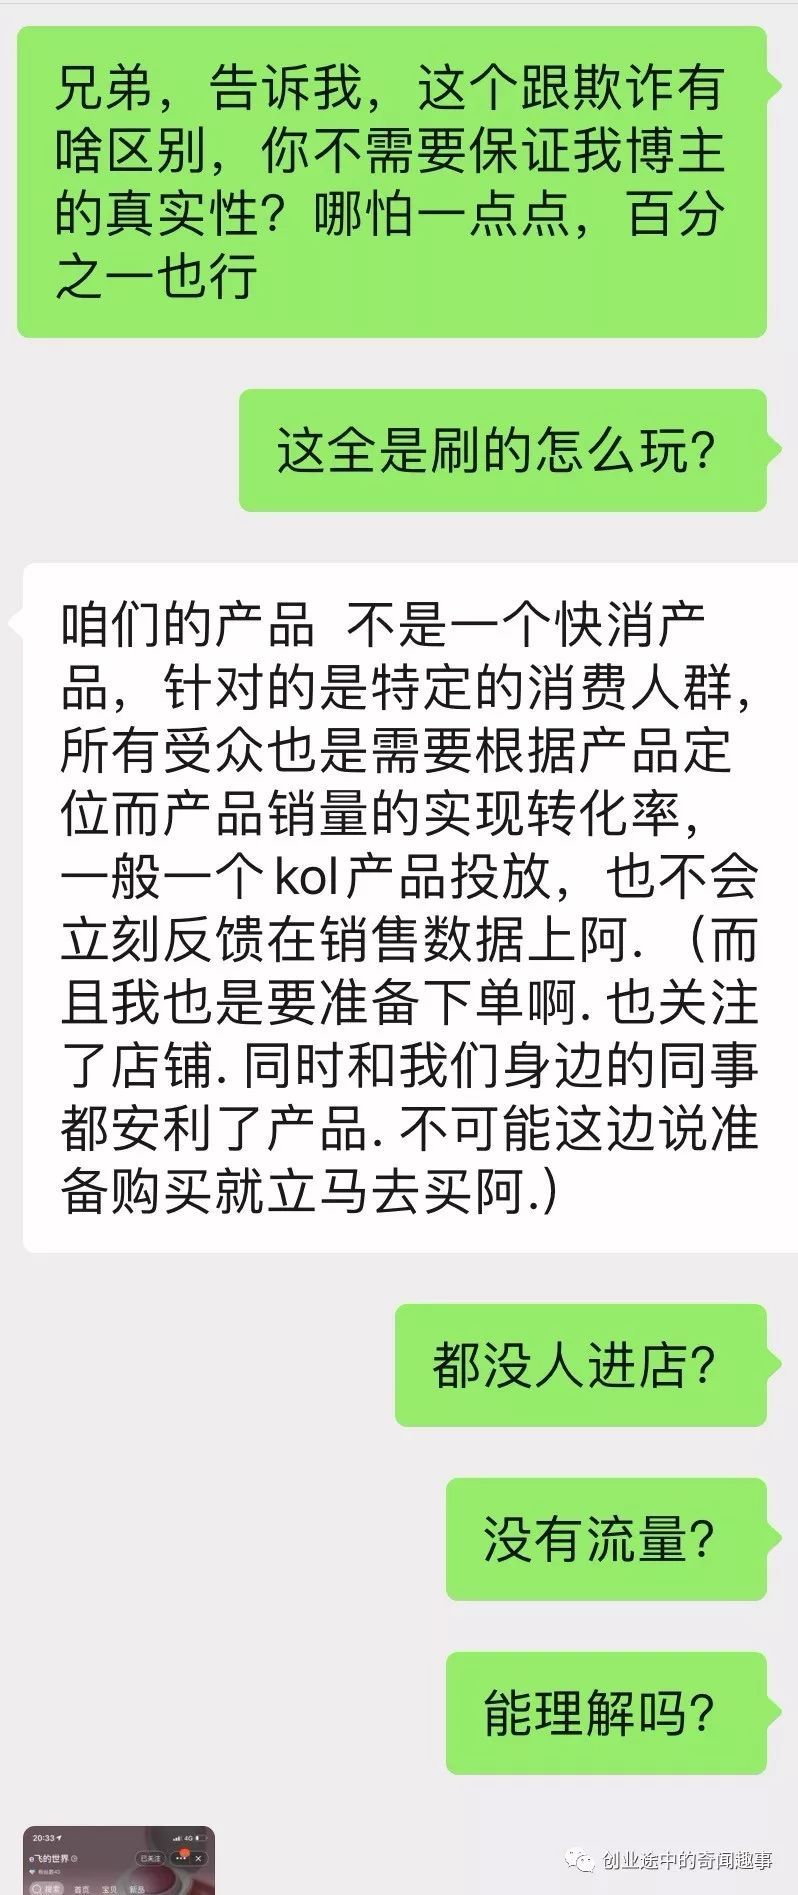 兄弟，告诉我，这个跟欺诈有
啥区别，你不需要保证我博主
的真实性？哪怕一点点，百分
之一也行
这全是刷的怎么玩？
咱们的产品 不是一个快消产
品，针对的是特定的消费人群，
所有受众也是需要根据产品定
位而产品销量的实现转化率，
一般一个kol产品投放，也不会
立刻反馈在销售数据上阿.（而
且我也是要准备下单啊.也关注
了店铺.同时和我们身边的同事
都安利了产品.不可能这边说准
备购买就立马去买阿.）
都没人进店？
没有流量？
能理解吗？
20:33
4G
e飞的世界
已关注
搜索 首页 宝贝 新品
创业途中的奇闻趣事